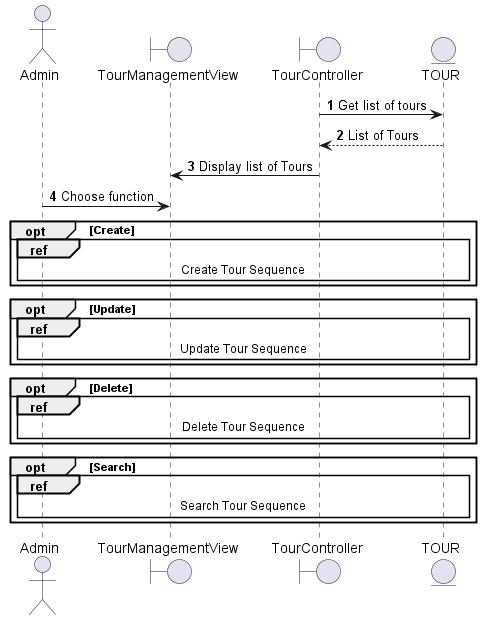 Admin TourManagementView TourController TOUR
1 Get list of tours
2 List of Tours
3 Display list of Tours
4 Choose function
opt [Create]
ref
Create Tour Sequence
opt [Update]
ref
Update Tour Sequence
opt [Delete]
ref
Delete Tour Sequence
opt [Search]
ref
Search Tour Sequence
Admin TourManagementView TourController TOUR